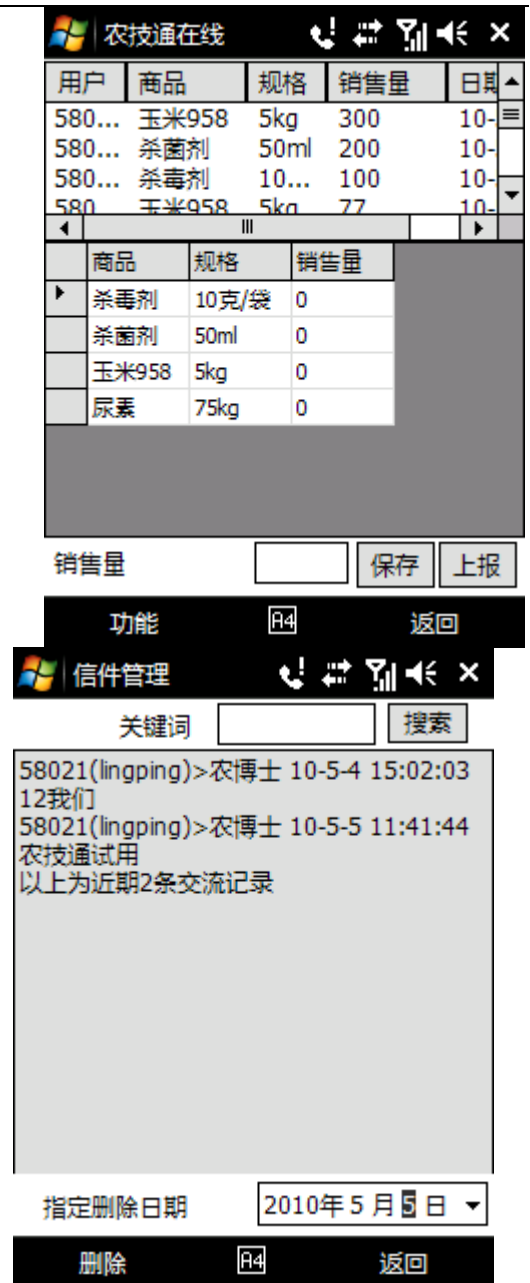 农技通在线
用户 商品 规格 销售量 日期
580... 玉米958 5kg 300 10-
580... 杀菌剂 50ml 200 10-
580... 杀毒剂 10... 100 10-
580 玉米958 5kg 77 10-
商品 规格 销售量
杀毒剂 10克/袋 0
杀菌剂 50ml 0
玉米958 5kg 0
尿素 75kg 0
销售量 保存 上报
功能 A4 返回
信件管理
关键词 搜索
58021(lingping)>农博士 10-5-4 15:02:03
12我们
58021(lingping)>农博士 10-5-5 11:41:44
农技通试用
以上为近期2条交流记录
指定删除日期 2010年 5 月 5 日
删除 A4 返回